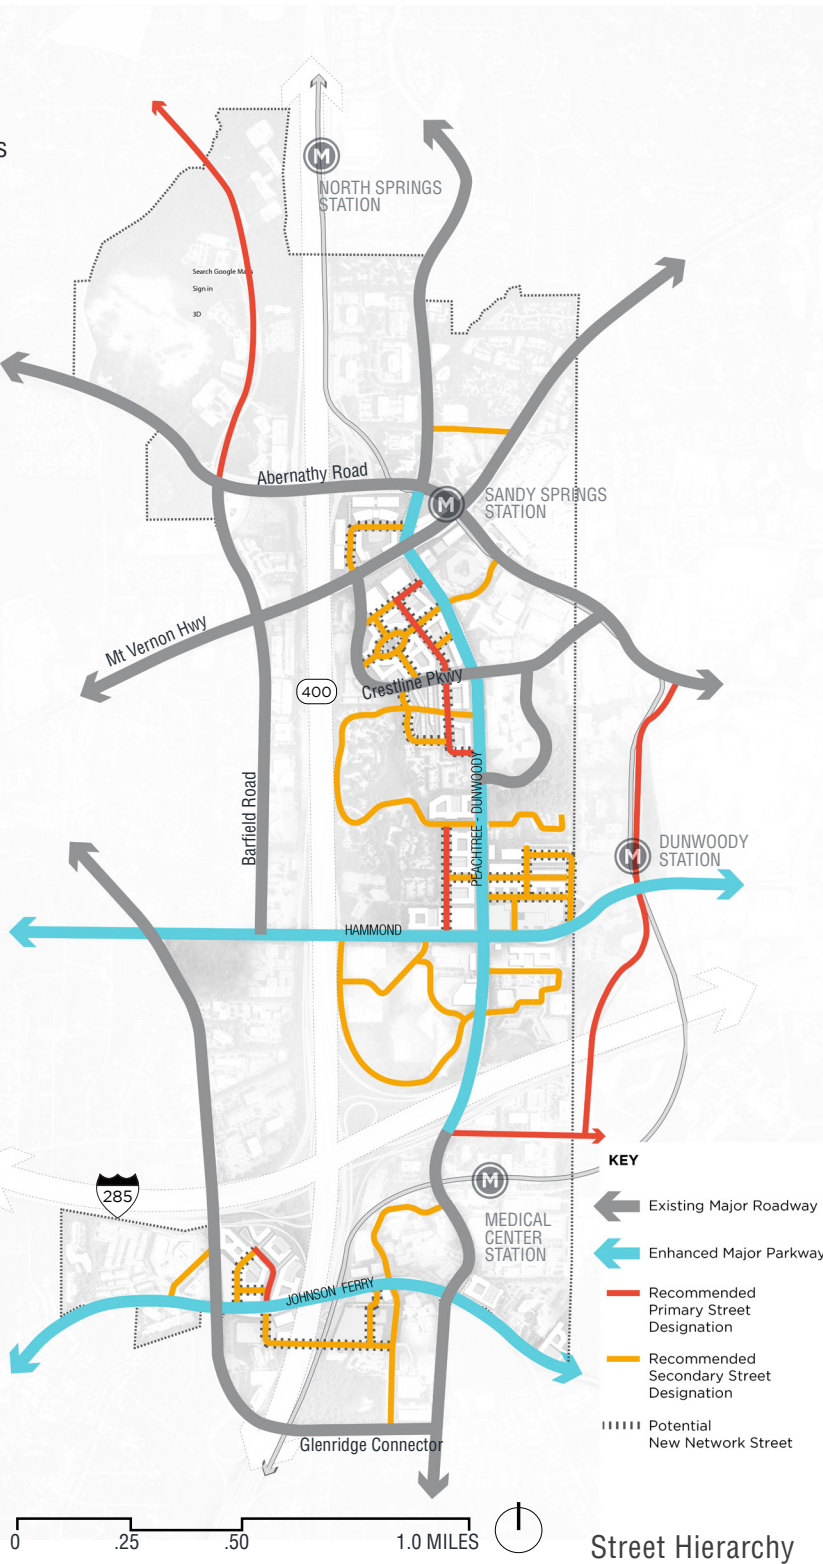 S
M
NORTH SPRINGS
STATION
Search Google Maps
Sign in
3D
Abernathy Road
M
SANDY SPRINGS
STATION
Mt Vernon Hwy
400
Crestline Pkwy
PEACHTREE - DUNWOODY
Barfield Road
M
DUNWOODY
STATION
HAMMOND
285
M
MEDICAL
CENTER
STATION
JOHNSON FERRY
Glenridge Connector
KEY
Existing Major Roadway
Enhanced Major Parkway
Recommended
Primary Street
Designation
Recommended
Secondary Street
Designation
Potential
New Network Street
0 .25 .50 1.0 MILES
Street Hierarchy